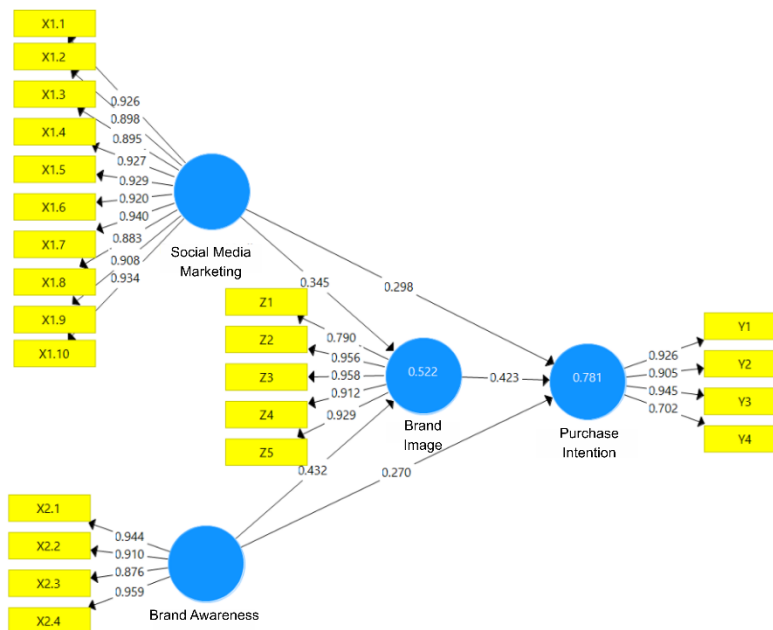 X1.1
X1.2
X1.3
X1.4
X1.5
X1.6
X1.7
X1.8
X1.9
X1.10
0.926
0.898
0.895
0.927
0.929
0.920
0.940
0.883
0.908
0.934
Social Media
Marketing
0.345
0.298
Z1
Z2
Z3
Z4
Z5
0.790
0.956
0.958
0.912
0.929
0.522
Brand
Image
0.423
0.781
Purchase
Intention
0.926
0.905
0.945
0.702
Y1
Y2
Y3
Y4
0.432
0.270
X2.1
X2.2
X2.3
X2.4
0.944
0.910
0.876
0.959
Brand Awareness